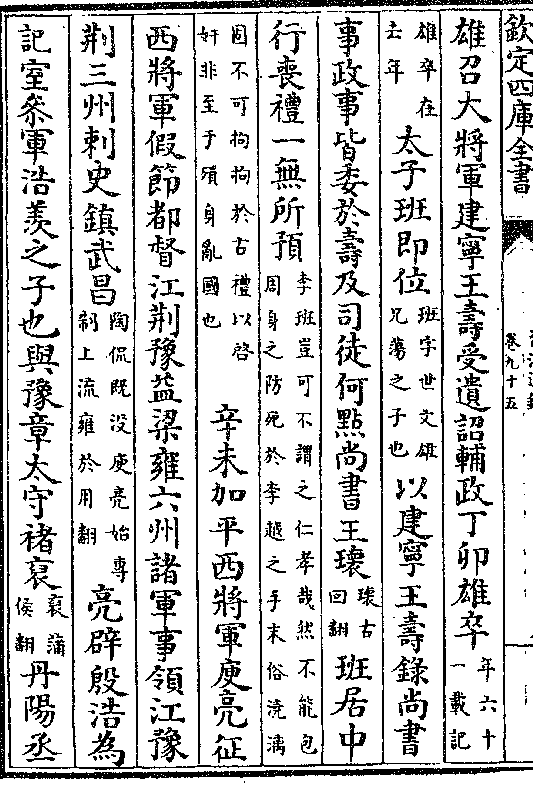 欽定四庫全書
卷九十五
雄召大將軍建寧王壽受遺詔輔政丁卯雄卒年六十一載記
雄卒在去年太子班即位班字世文雄兄蕩之子也以建寧王壽錄尚書
事政事皆委於壽及司徒何點尚書王瓌瓌古回翻班居中
行喪禮一無所預李班豈可不謂之仁孝哉然不能包周身之防死於李越之手末俗澆漓
固不可拘拘於古禮以啓奸非至于殞身亂國也辛未加平西將軍庾亮征
西將軍假節都督江荆豫益梁雍六州諸軍事領江豫
荆三州刺史鎮武昌陶侃既没庾亮始專制上流雍於用翻亮辟殷浩為
記室參軍浩羨之子也與豫章太守褚裒裒蒲侯翻丹陽丞